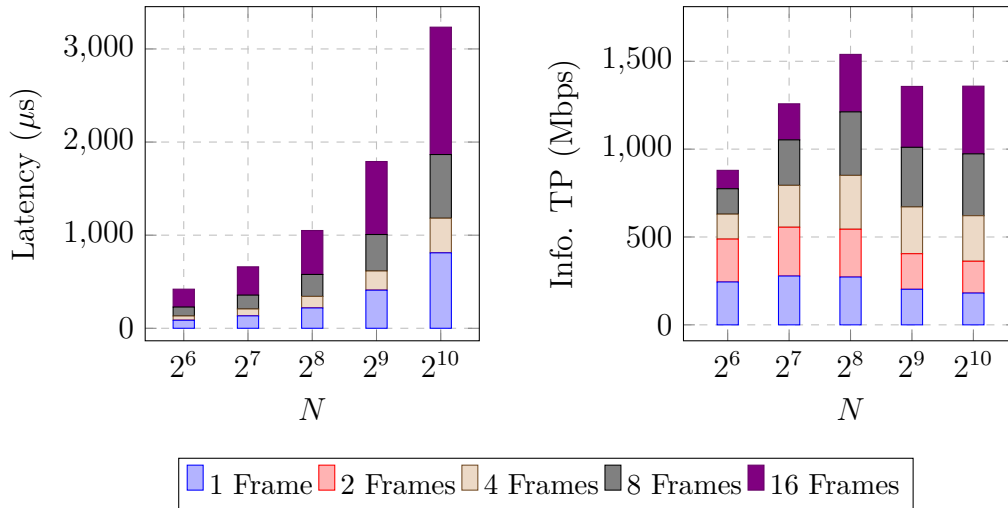 Latency (μs)
3,000
2,000
1,000
0
2^6 2^7 2^8 2^9 2^10
N
Info. TP (Mbps)
1,500
1,000
500
0
2^6 2^7 2^8 2^9 2^10
N
1 Frame 2 Frames 4 Frames 8 Frames 16 Frames